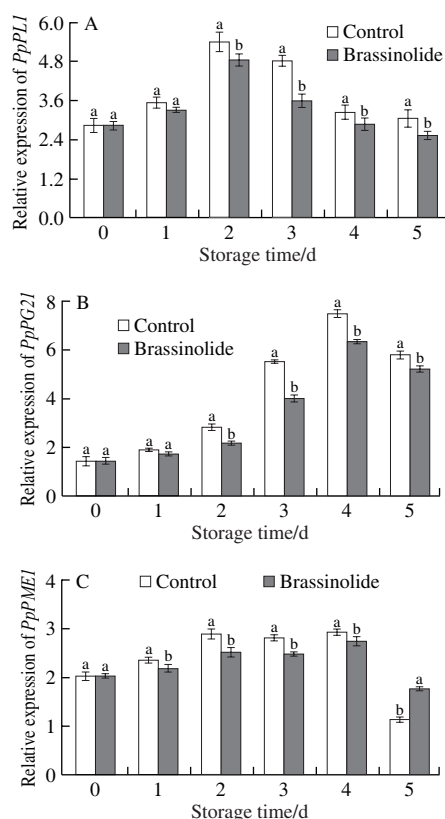 A
Control
Brassinolide
Relative expression of PpPL1
6.0
4.8
3.6
2.4
1.2
0.0
a a a a a b a b a b a b
0 1 2 3 4 5
Storage time/d
B
Control
Brassinolide
Relative expression of PpPG21
8
6
4
2
0
a a a a a b a b a b a b
0 1 2 3 4 5
Storage time/d
C
Control Brassinolide
Relative expression of PpPME1
4
3
2
1
0
a a a b a b a b a b b a
0 1 2 3 4 5
Storage time/d